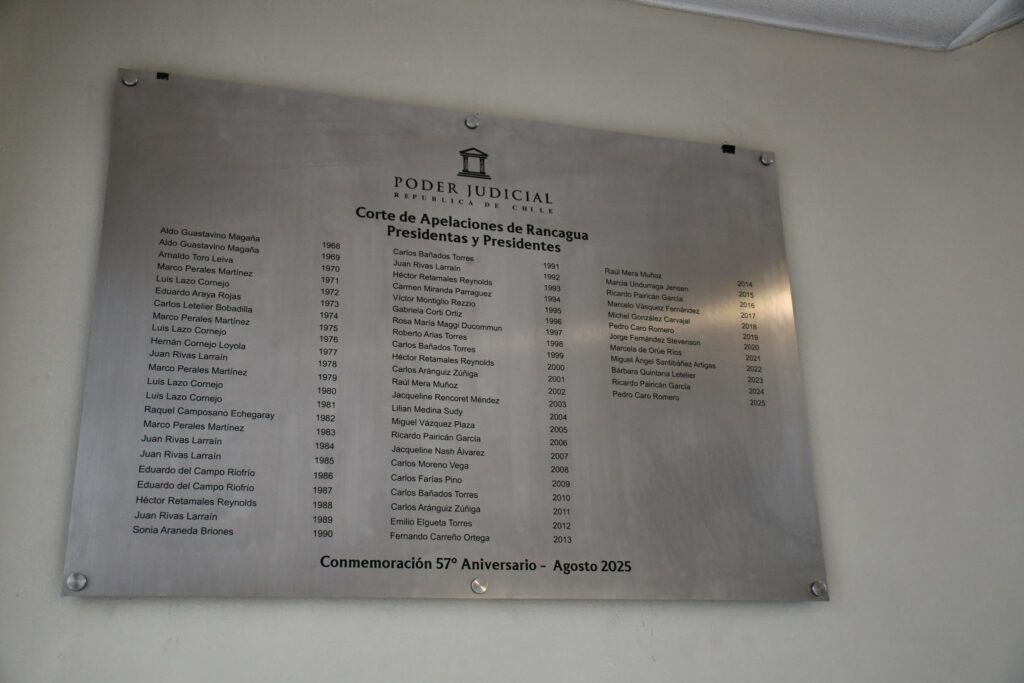 PODER JUDICIAL
REPUBLICA DE CHILE
Corte de Apelaciones de Rancagua
Presidentas y Presidentes
Aldo Guastavino Magaña 1968
Aldo Guastavino Magaña 1969
Arnaldo Toro Leiva 1970
Marco Perales Martínez 1971
Luis Lazo Cornejo 1972
Eduardo Araya Rojas 1973
Carlos Letelier Bobadilla 1974
Marco Perales Martínez 1975
Luis Lazo Cornejo 1976
Hernán Cornejo Loyola 1977
Juan Rivas Larraín 1978
Marco Perales Martínez 1979
Luis Lazo Cornejo 1980
Luis Lazo Cornejo 1981
Raquel Camposano Echegaray 1982
Marco Perales Martínez 1983
Juan Rivas Larraín 1984
Juan Rivas Larraín 1985
Eduardo del Campo Riofrío 1986
Eduardo del Campo Riofrío 1987
Héctor Retamales Reynolds 1988
Juan Rivas Larraín 1989
Sonia Araneda Briones 1990
Carlos Bañados Torres 1991
Juan Rivas Larraín 1992
Héctor Retamales Reynolds 1993
Carmen Miranda Parraguez 1994
Víctor Montiglio Rezzio 1995
Gabriela Corti Ortiz 1996
Rosa María Maggi Ducommun 1997
Roberto Arias Torres 1998
Carlos Bañados Torres 1999
Héctor Retamales Reynolds 2000
Carlos Aránguiz Zúñiga 2001
Raúl Mera Muñoz 2002
Jacqueline Rencoret Méndez 2003
Lilian Medina Sudy 2004
Miguel Vázquez Plaza 2005
Ricardo Pairicán García 2006
Jacqueline Nash Álvarez 2007
Carlos Moreno Vega 2008
Carlos Farías Pino 2009
Carlos Bañados Torres 2010
Carlos Aránguiz Zúñiga 2011
Emilio Elgueta Torres 2012
Fernando Carreño Ortega 2013
Raúl Mera Muñoz 2014
Marcia Undurraga Jensen 2015
Ricardo Pairicán García 2016
Marcelo Vásquez Fernández 2017
Michel González Carvajal 2018
Pedro Caro Romero 2019
Jorge Fernández Stevenson 2020
Marcela de Orúe Ríos 2021
Miguel Ángel Santibáñez Artigas 2022
Bárbara Quintana Letelier 2023
Ricardo Pairicán García 2024
Pedro Caro Romero 2025
Conmemoración 57° Aniversario - Agosto 2025